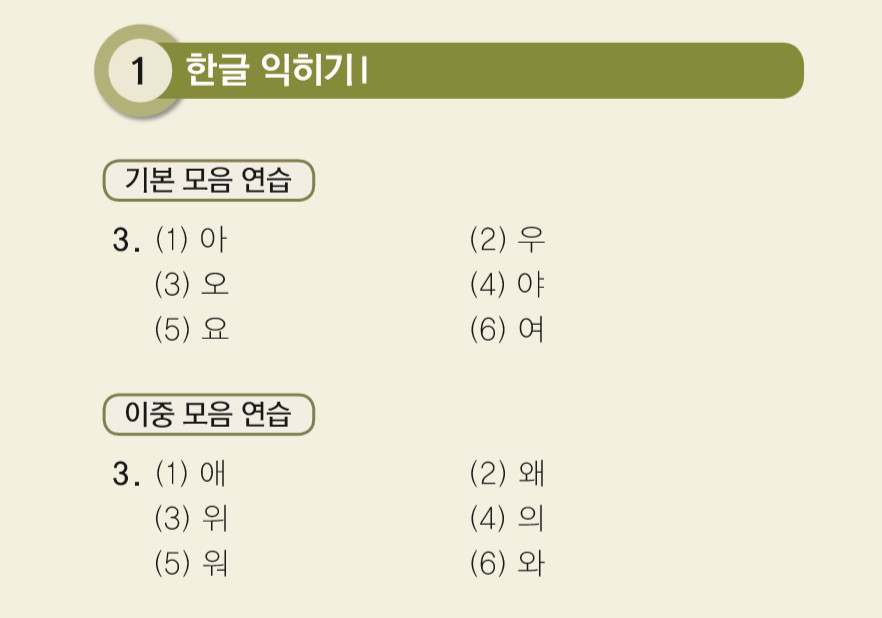 1 한글 익히기 I
기본 모음 연습
3. (1) 아 (2) 우
(3) 오 (4) 야
(5) 요 (6) 여
이중 모음 연습
3. (1) 애 (2) 왜
(3) 위 (4) 의
(5) 워 (6) 와